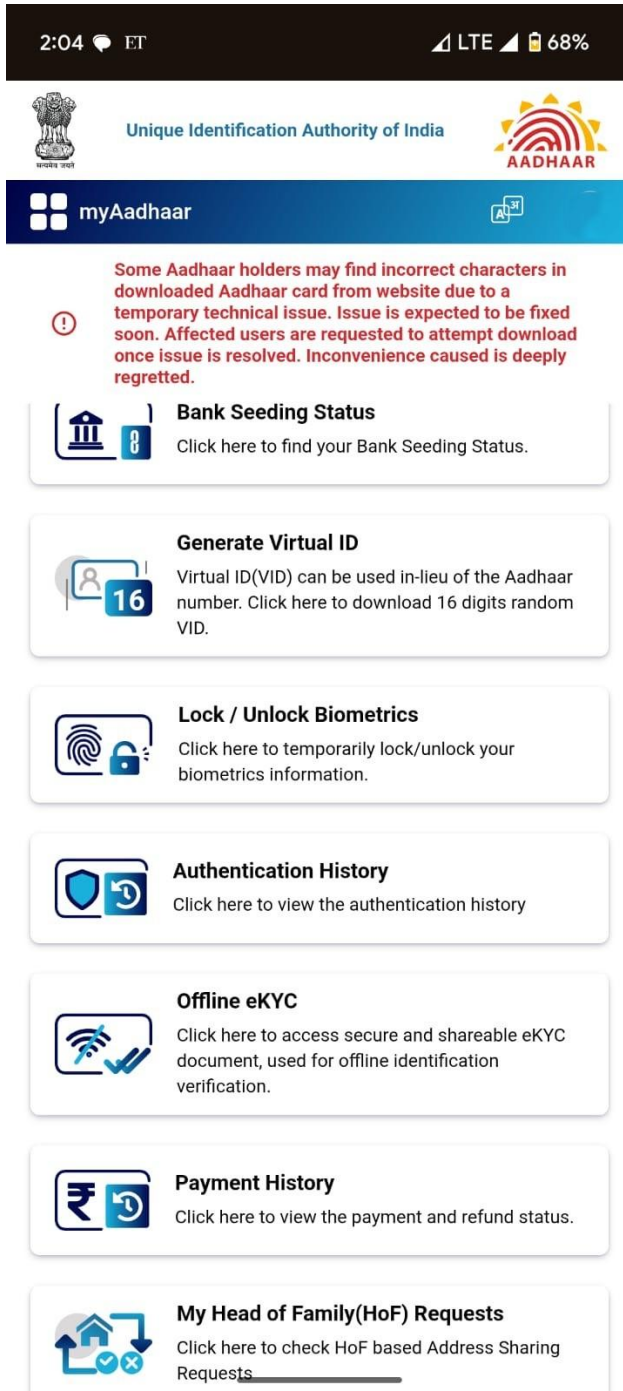 2:04 ET LTE 68%
सत्यमेव जयते
Unique Identification Authority of India
AADHAAR
myAadhaar
A अ
Some Aadhaar holders may find incorrect characters in
downloaded Aadhaar card from website due to a
temporary technical issue. Issue is expected to be fixed
soon. Affected users are requested to attempt download
once issue is resolved. Inconvenience caused is deeply
regretted.
Bank Seeding Status
8
Click here to find your Bank Seeding Status.
Generate Virtual ID
16
Virtual ID(VID) can be used in-lieu of the Aadhaar
number. Click here to download 16 digits random
VID.
Lock / Unlock Biometrics
Click here to temporarily lock/unlock your
biometrics information.
Authentication History
Click here to view the authentication history
Offline eKYC
Click here to access secure and shareable eKYC
document, used for offline identification
verification.
₹
Payment History
Click here to view the payment and refund status.
My Head of Family(HoF) Requests
Click here to check HoF based Address Sharing
Requests